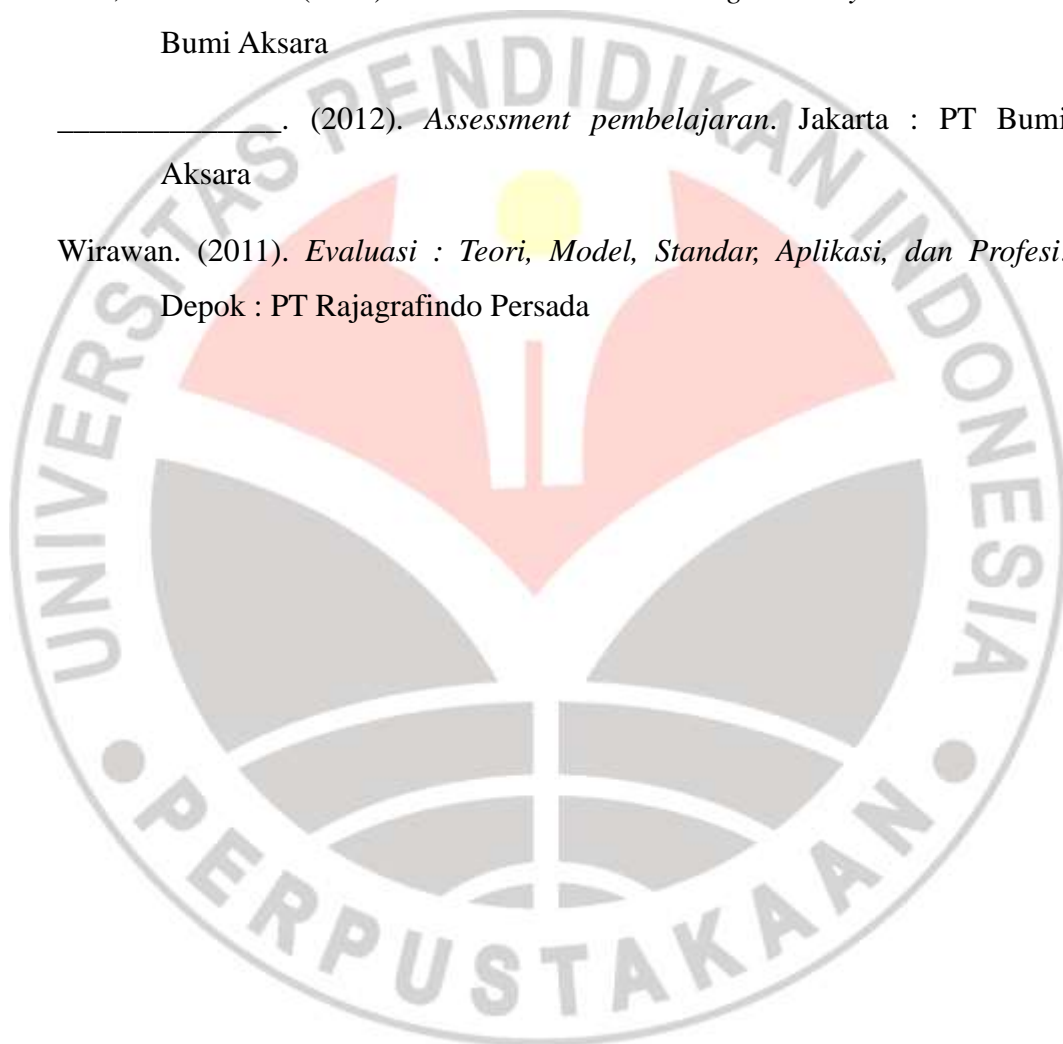 Bumi Aksara
______________. (2012). Assessment pembelajaran. Jakarta : PT Bumi
Aksara
Wirawan. (2011). Evaluasi : Teori, Model, Standar, Aplikasi, dan Profesi.
Depok : PT Rajagrafindo Persada
UNIVERSITAS PENDIDIKAN INDONESIA
PERPUSTAKAAN